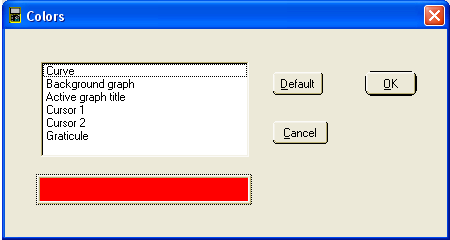 Colors
Curve
Background graph
Active graph title
Cursor 1
Cursor 2
Graticule
Default
OK
Cancel